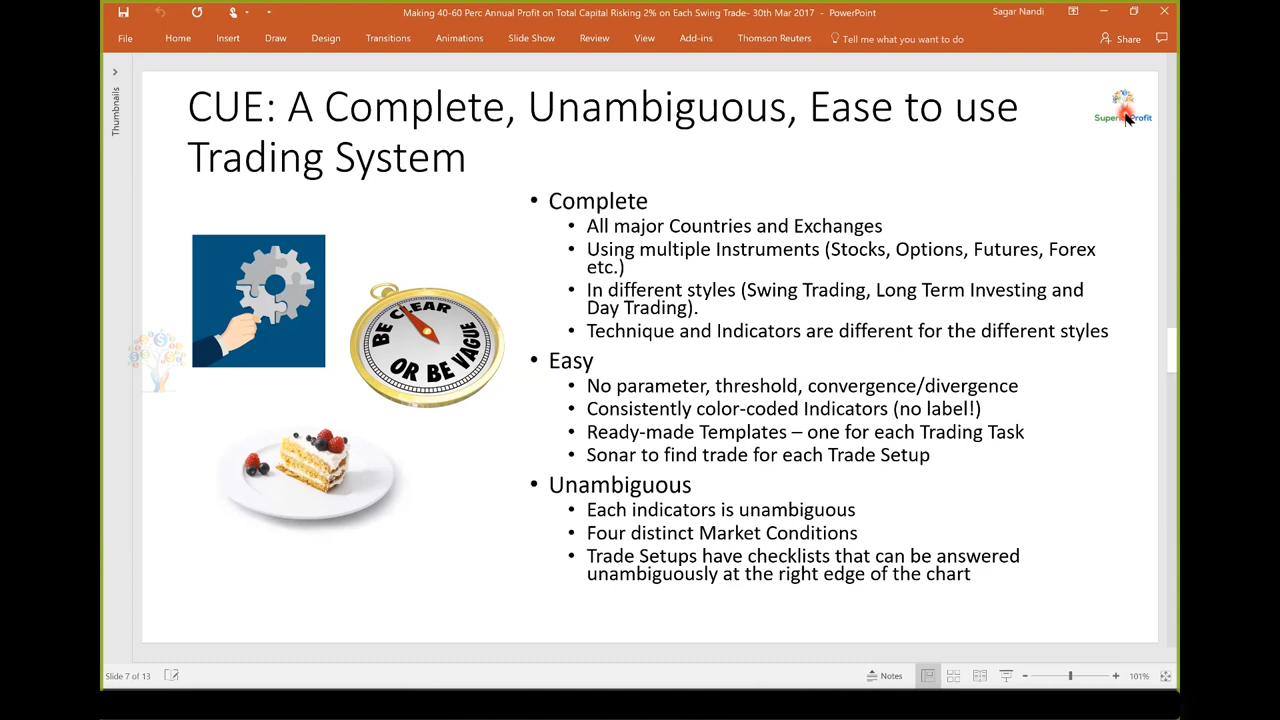 Making 40-60 Perc Annual Profit on Total Capital Risking 2% on Each Swing Trade- 30th Mar 2017 - PowerPoint
Sagar Nandi
File Home Insert Draw Design Transitions Animations Slide Show Review View Add-ins Thomson Reuters Tell me what you want to do Share
Thumbnails
CUE: A Complete, Unambiguous, Ease to use
Trading System
BE CLEAR
OR BE VAGUE
• Complete
• All major Countries and Exchanges
• Using multiple Instruments (Stocks, Options, Futures, Forex
etc.)
• In different styles (Swing Trading, Long Term Investing and
Day Trading).
• Technique and Indicators are different for the different styles
• Easy
• No parameter, threshold, convergence/divergence
• Consistently color-coded Indicators (no label!)
• Ready-made Templates – one for each Trading Task
• Sonar to find trade for each Trade Setup
• Unambiguous
• Each indicators is unambiguous
• Four distinct Market Conditions
• Trade Setups have checklists that can be answered
unambiguously at the right edge of the chart
Slide 7 of 13
Notes
101%